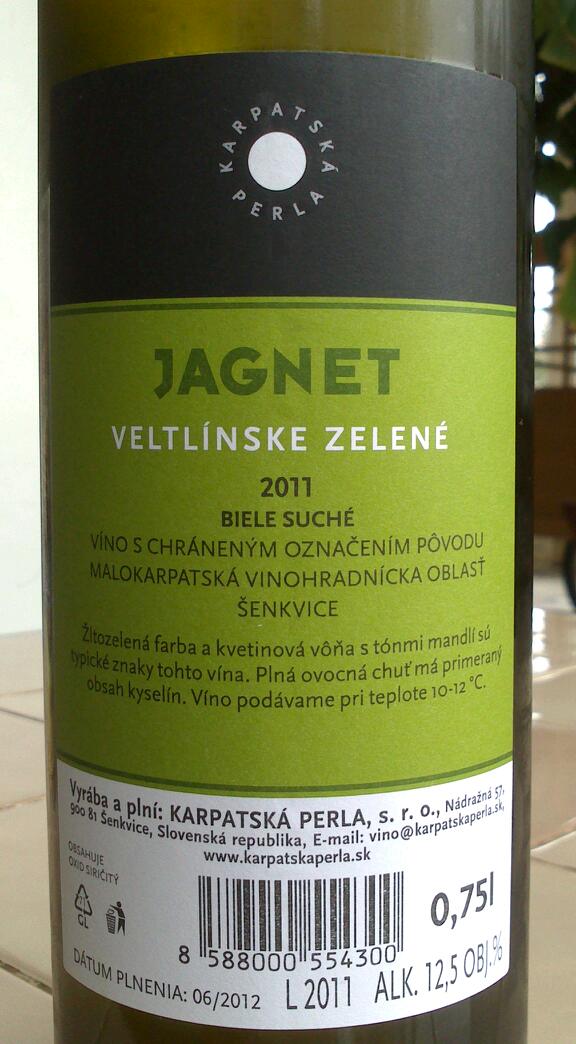 KARPATSKÁ
PERLA
JAGNET
VELTLÍNSKE ZELENÉ
2011
BIELE SUCHÉ
VÍNO S CHRÁNENÝM OZNAČENÍM PÔVODU
MALOKARPATSKÁ VINOHRADNÍCKA OBLASŤ
ŠENKVICE
Žltozelená farba a kvetinová vôňa s tónmi mandlí sú
typické znaky tohto vína. Plná ovocná chuť má primeraný
obsah kyselín. Víno podávame pri teplote 10-12 °C.
Vyrába a plní: KARPATSKÁ PERLA, s. r. o., Nádražná 57,
900 81 Šenkvice, Slovenská republika, E-mail: vino@karpatskaperla.sk,
www.karpatskaperla.sk
OBSAHUJE
OXID SIRIČITÝ
GL
0,75l
8 588000 554300
DÁTUM PLNENIA: 06/2012 L 2011 ALK. 12,5 OBJ.%